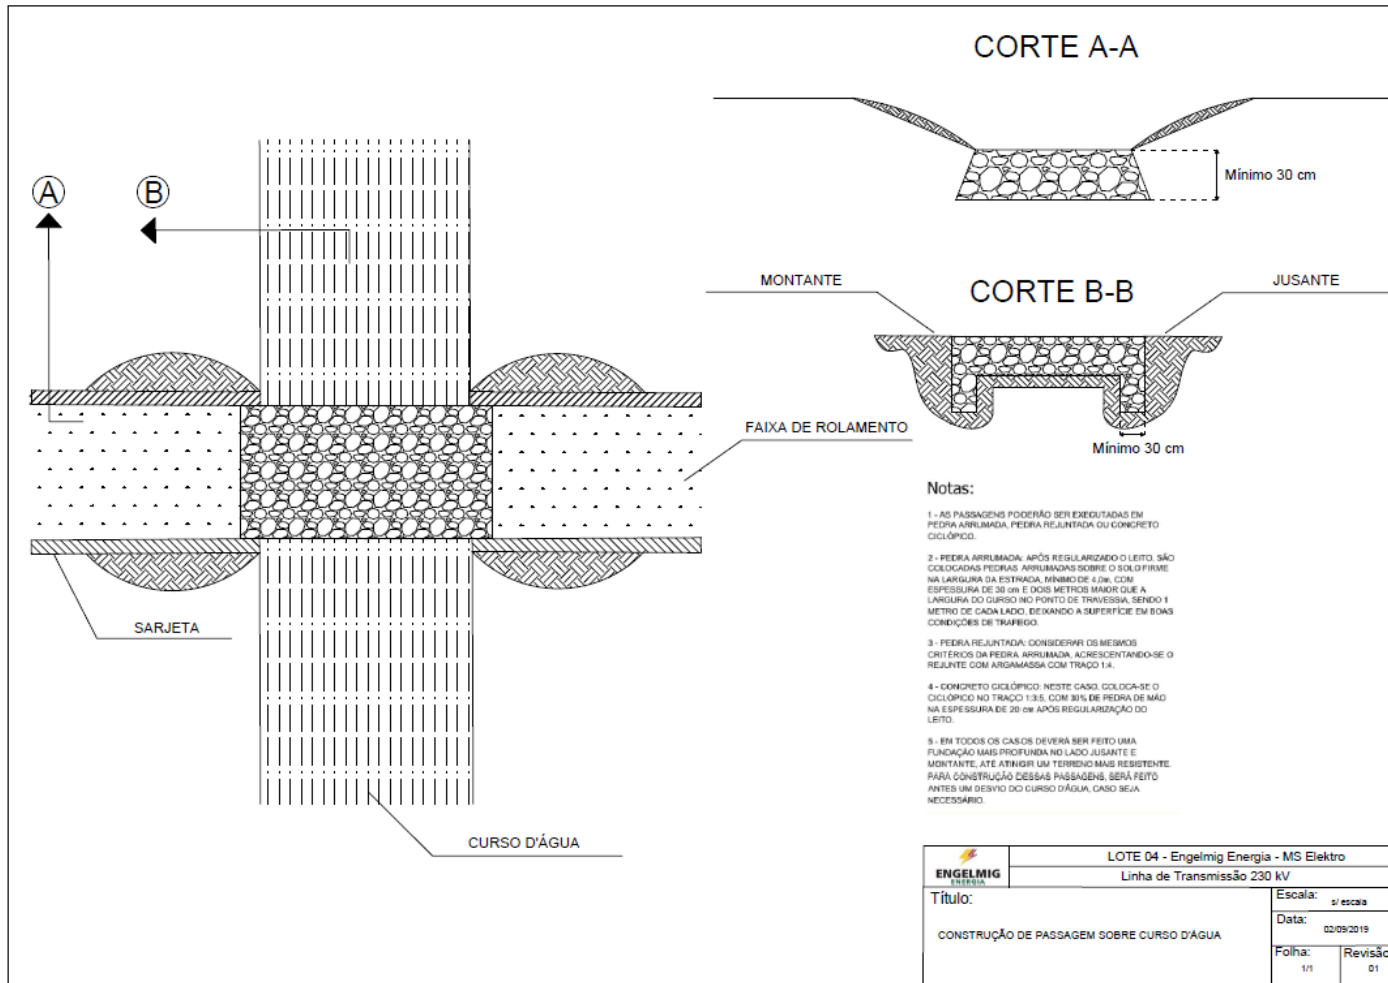 CORTE A-A
Mínimo 30 cm
A
B
MONTANTE
CORTE B-B
JUSANTE
Mínimo 30 cm
FAIXA DE ROLAMENTO
SARJETA
CURSO D'ÁGUA
Notas:
1 - AS PASSAGENS PODERÃO SER EXECUTADAS EM
PEDRA ARRUMADA, PEDRA REJUNTADA OU CONCRETO
CICLÓPICO.
2 - PEDRA ARRUMADA: APÓS REGULARIZADO O LEITO, SÃO
COLOCADAS PEDRAS ARRUMADAS SOBRE O SOLO FIRME
NA LARGURA DA ESTRADA, MÍNIMO DE 4,0m, COM
ESPESSURA DE 30 cm E DOIS METROS MAIOR QUE A
LARGURA DO CURSO NO PONTO DE TRAVESSIA, SENDO 1
METRO DE CADA LADO, DEIXANDO A SUPERFÍCIE EM BOAS
CONDIÇÕES DE TRAFEGO.
3 - PEDRA REJUNTADA: CONSIDERAR OS MESMOS
CRITÉRIOS DA PEDRA ARRUMADA, ACRESCENTANDO-SE O
REJUNTE COM ARGAMASSA COM TRAÇO 1:4.
4 - CONCRETO CICLÓPICO: NESTE CASO, COLOCA-SE O
CICLÓPICO NO TRAÇO 1:3:5, COM 30% DE PEDRA DE MÃO
NA ESPESSURA DE 20 cm APÓS REGULARIZAÇÃO DO
LEITO.
5 - EM TODOS OS CASOS DEVERÁ SER FEITO UMA
FUNDAÇÃO MAIS PROFUNDA NO LADO JUSANTE E
MONTANTE, ATÉ ATINGIR UM TERRENO MAIS RESISTENTE.
PARA CONSTRUÇÃO DESSAS PASSAGENS, SERÁ FEITO
ANTES UM DESVIO DO CURSO D'ÁGUA, CASO SEJA
NECESSÁRIO.
ENGELMIG
ENERGIA
LOTE 04 - Engelmig Energia - MS Elektro
Linha de Transmissão 230 kV
Título:
CONSTRUÇÃO DE PASSAGEM SOBRE CURSO D'ÁGUA
Escala:
s/ escala
Data:
02/09/2019
Folha:
1/1
Revisão
01